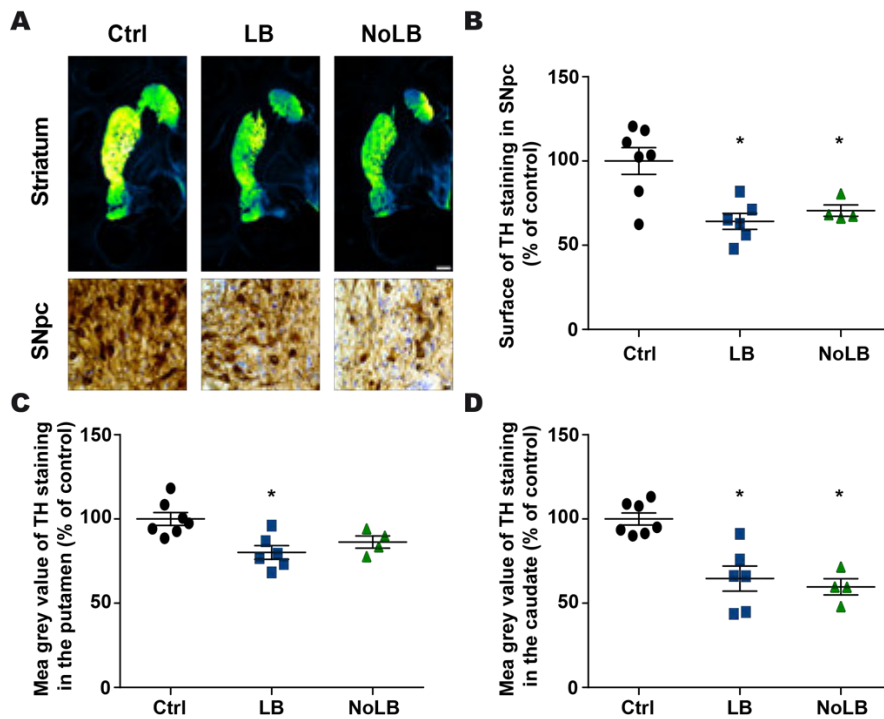 A
Ctrl LB NoLB
Striatum
SNpc
B
Surface of TH staining in SNpc
(% of control)
150
100
50
0
*
*
Ctrl LB NoLB
C
Mea grey value of TH staining
in the putamen (% of control)
150
100
50
0
*
Ctrl LB NoLB
D
Mea grey value of TH staining
in the caudate (% of control)
150
100
50
0
*
*
Ctrl LB NoLB